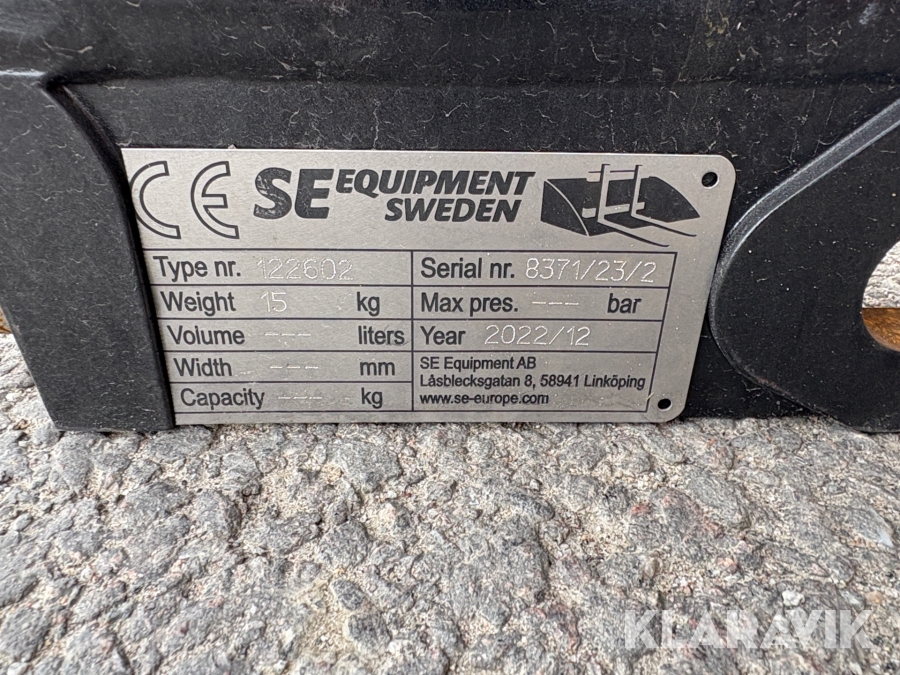 CE SE EQUIPMENT
SWEDEN
Type nr. 122602 Serial nr. 8371/23/2
Weight 15 kg Max pres. --- bar
Volume --- liters Year 2022/12
Width --- mm SE Equipment AB
Låsblecksgatan 8, 58941 Linköping
Capacity --- kg www.se-europe.com
KLARAVIK